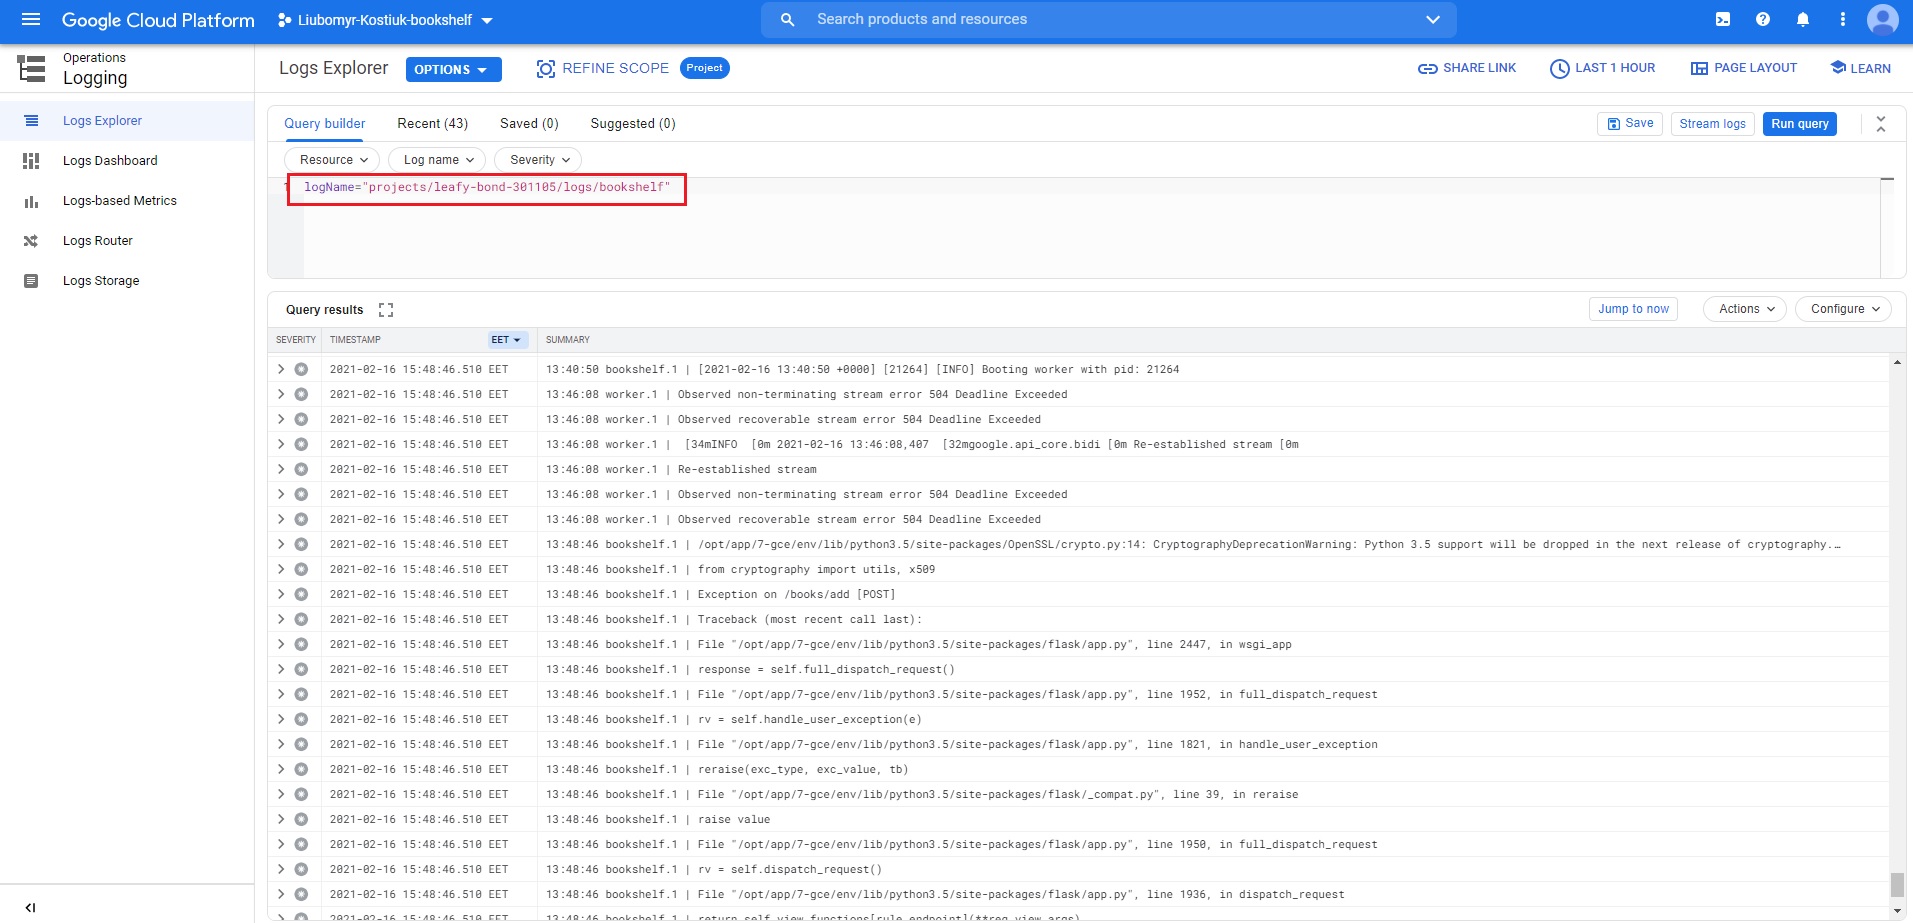 Google Cloud Platform Liubomyr-Kostiuk-bookshelf Search products and resources
Operations
Logging
Logs Explorer OPTIONS REFINE SCOPE Project SHARE LINK LAST 1 HOUR PAGE LAYOUT LEARN
Logs Explorer
Logs Dashboard
Logs-based Metrics
Logs Router
Logs Storage
Query builder Recent (43) Saved (0) Suggested (0) Save Stream logs Run query
Resource Log name Severity
1 logName="projects/leafy-bond-301105/logs/bookshelf"
Query results Jump to now Actions Configure
SEVERITY TIMESTAMP EET SUMMARY
2021-02-16 15:48:46.510 EET 13:40:50 bookshelf.1 | [2021-02-16 13:40:50 +0000] [21264] [INFO] Booting worker with pid: 21264
2021-02-16 15:48:46.510 EET 13:46:08 worker.1 | Observed non-terminating stream error 504 Deadline Exceeded
2021-02-16 15:48:46.510 EET 13:46:08 worker.1 | Observed recoverable stream error 504 Deadline Exceeded
2021-02-16 15:48:46.510 EET 13:46:08 worker.1 | [34mINFO [0m 2021-02-16 13:46:08,407 [32mgoogle.api_core.bidi [0m Re-established stream [0m
2021-02-16 15:48:46.510 EET 13:46:08 worker.1 | Re-established stream
2021-02-16 15:48:46.510 EET 13:46:08 worker.1 | Observed non-terminating stream error 504 Deadline Exceeded
2021-02-16 15:48:46.510 EET 13:46:08 worker.1 | Observed recoverable stream error 504 Deadline Exceeded
2021-02-16 15:48:46.510 EET 13:48:46 bookshelf.1 | /opt/app/7-gce/env/lib/python3.5/site-packages/OpenSSL/crypto.py:14: CryptographyDeprecationWarning: Python 3.5 support will be dropped in the next release of cryptography.…
2021-02-16 15:48:46.510 EET 13:48:46 bookshelf.1 | from cryptography import utils, x509
2021-02-16 15:48:46.510 EET 13:48:46 bookshelf.1 | Exception on /books/add [POST]
2021-02-16 15:48:46.510 EET 13:48:46 bookshelf.1 | Traceback (most recent call last):
2021-02-16 15:48:46.510 EET 13:48:46 bookshelf.1 | File "/opt/app/7-gce/env/lib/python3.5/site-packages/flask/app.py", line 2447, in wsgi_app
2021-02-16 15:48:46.510 EET 13:48:46 bookshelf.1 | response = self.full_dispatch_request()
2021-02-16 15:48:46.510 EET 13:48:46 bookshelf.1 | File "/opt/app/7-gce/env/lib/python3.5/site-packages/flask/app.py", line 1952, in full_dispatch_request
2021-02-16 15:48:46.510 EET 13:48:46 bookshelf.1 | rv = self.handle_user_exception(e)
2021-02-16 15:48:46.510 EET 13:48:46 bookshelf.1 | File "/opt/app/7-gce/env/lib/python3.5/site-packages/flask/app.py", line 1821, in handle_user_exception
2021-02-16 15:48:46.510 EET 13:48:46 bookshelf.1 | reraise(exc_type, exc_value, tb)
2021-02-16 15:48:46.510 EET 13:48:46 bookshelf.1 | File "/opt/app/7-gce/env/lib/python3.5/site-packages/flask/_compat.py", line 39, in reraise
2021-02-16 15:48:46.510 EET 13:48:46 bookshelf.1 | raise value
2021-02-16 15:48:46.510 EET 13:48:46 bookshelf.1 | File "/opt/app/7-gce/env/lib/python3.5/site-packages/flask/app.py", line 1950, in full_dispatch_request
2021-02-16 15:48:46.510 EET 13:48:46 bookshelf.1 | rv = self.dispatch_request()
2021-02-16 15:48:46.510 EET 13:48:46 bookshelf.1 | File "/opt/app/7-gce/env/lib/python3.5/site-packages/flask/app.py", line 1936, in dispatch_request
2021-02-16 15:48:46.510 EET 13:48:46 bookshelf.1 | return self.view_functions[rule.endpoint](**req.view_args)